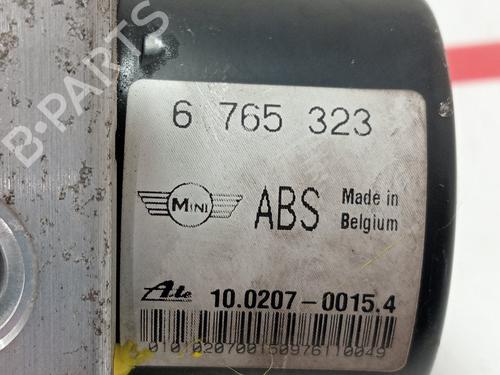 B-PARTS
6 765 323
MINI
ABS
Made in
Belgium
Ate
10.0207-0015.4